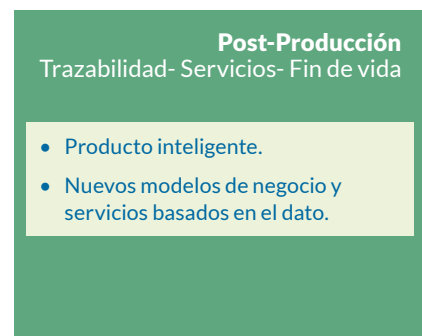 Post-Producción
Trazabilidad- Servicios- Fin de vida
• Producto inteligente.
• Nuevos modelos de negocio y
servicios basados en el dato.